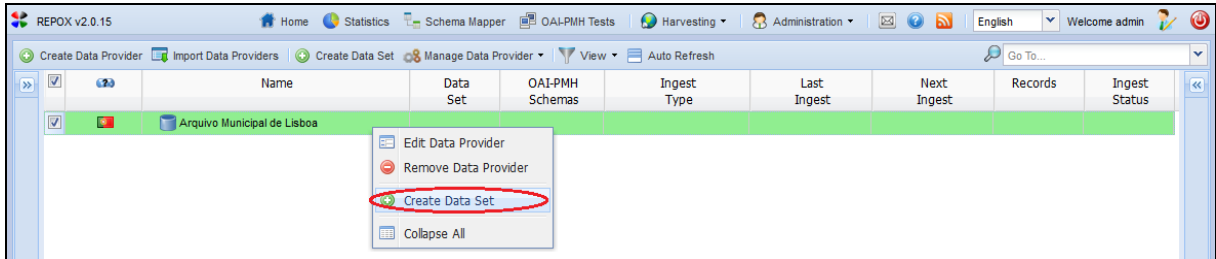 REPOX v2.0.15 Home Statistics Schema Mapper OAI-PMH Tests Harvesting Administration English Welcome admin
Create Data Provider Import Data Providers Create Data Set Manage Data Provider View Auto Refresh Go To...
Name Data Set OAI-PMH Schemas Ingest Type Last Ingest Next Ingest Records Ingest Status
Arquivo Municipal de Lisboa
Edit Data Provider
Remove Data Provider
Create Data Set
Collapse All